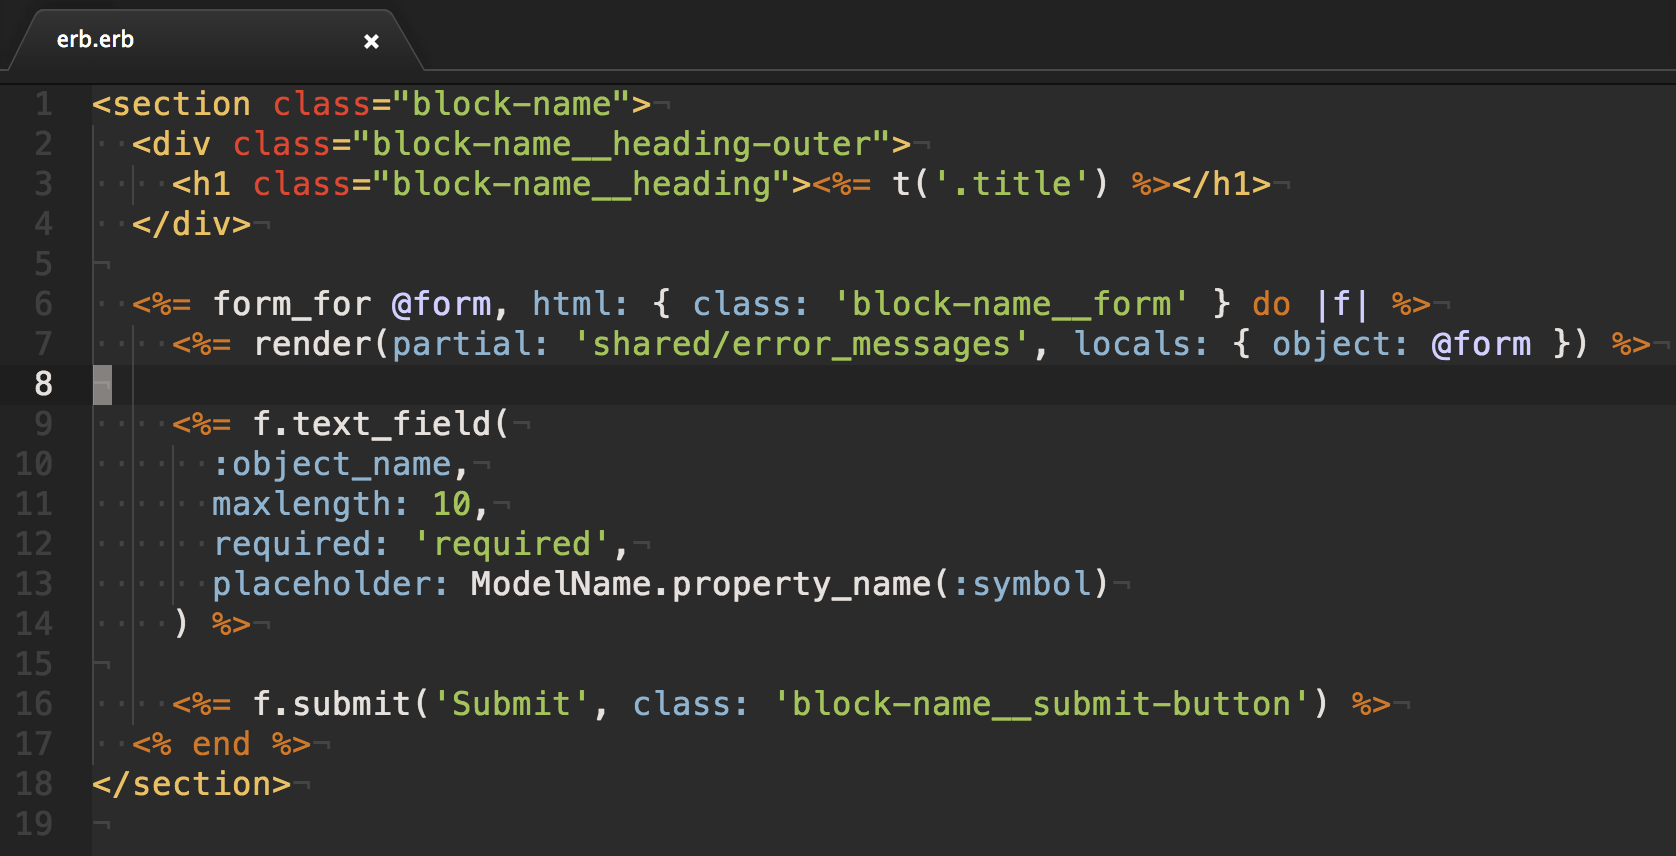 erb.erb ×
1 <section class="block-name">¬
2 ··<div class="block-name__heading-outer">¬
3 ····<h1 class="block-name__heading"><%= t('.title') %></h1>¬
4 ··</div>¬
5 ¬
6 ··<%= form_for @form, html: { class: 'block-name__form' } do |f| %>¬
7 ····<%= render(partial: 'shared/error_messages', locals: { object: @form }) %>¬
8 ¬
9 ····<%= f.text_field(¬
10 ······:object_name,¬
11 ······maxlength: 10,¬
12 ······required: 'required',¬
13 ······placeholder: ModelName.property_name(:symbol)¬
14 ····) %>¬
15 ¬
16 ····<%= f.submit('Submit', class: 'block-name__submit-button') %>¬
17 ··<% end %>¬
18 </section>¬
19 ¬